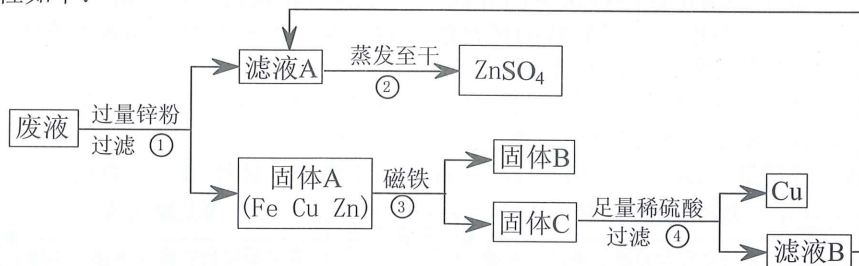 滤液A
蒸发至干
②
ZnSO₄
废液
过量锌粉
过滤 ①
固体A
(Fe Cu Zn)
磁铁
③
固体B
固体C
足量稀硫酸
过滤 ④
Cu
滤液B